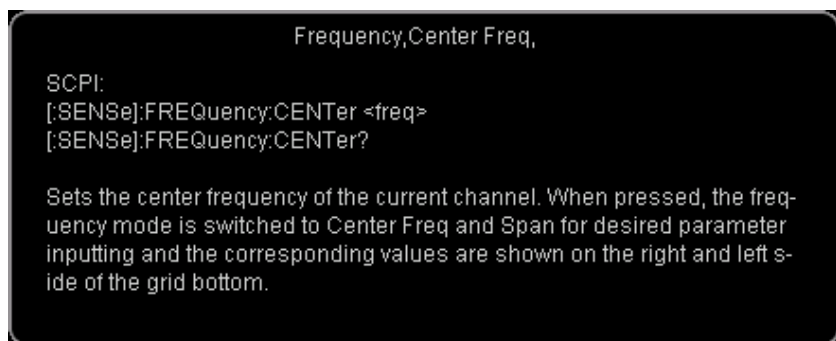 Frequency,Center Freq,
SCPI:
[:SENSe]:FREQuency:CENTer <freq>
[:SENSe]:FREQuency:CENTer?
Sets the center frequency of the current channel. When pressed, the freq-
uency mode is switched to Center Freq and Span for desired parameter
inputting and the corresponding values are shown on the right and left s-
ide of the grid bottom.